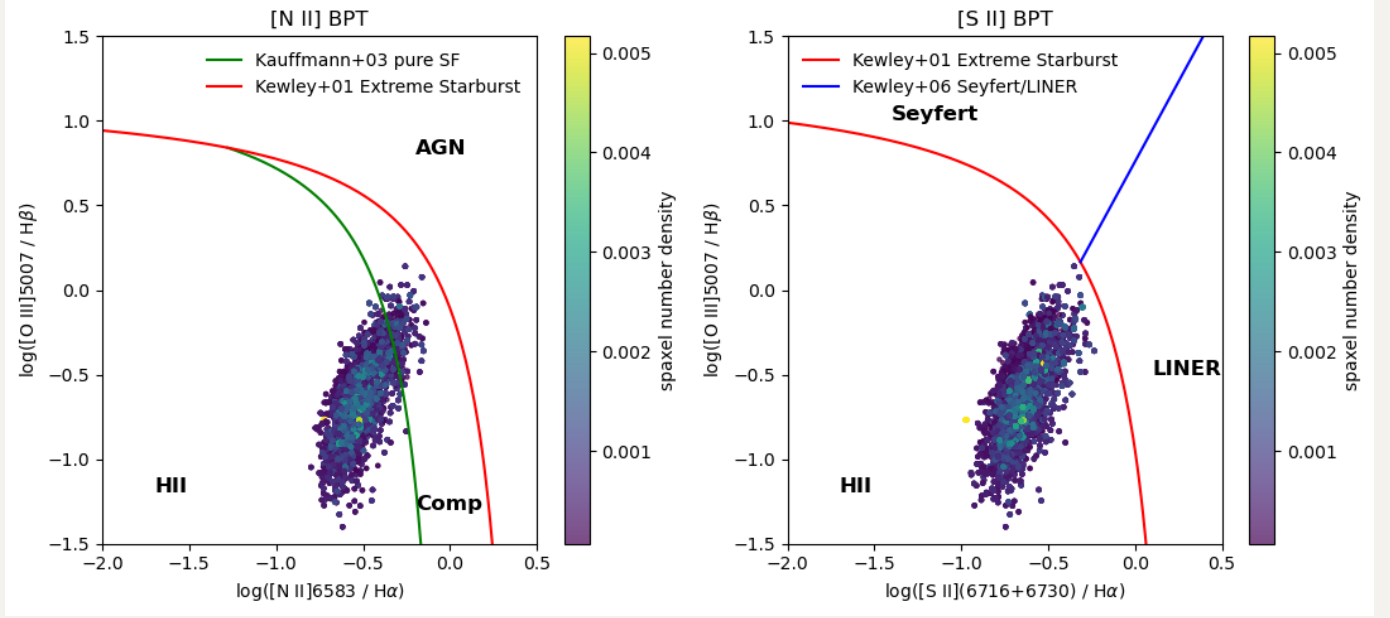 [N II] BPT
1.5
1.0
0.5
0.0
−0.5
−1.0
−1.5
log([O III]5007 / Hβ)
Kauffmann+03 pure SF
Kewley+01 Extreme Starburst
AGN
HII
Comp
−2.0 −1.5 −1.0 −0.5 0.0 0.5
log([N II]6583 / Hα)
0.005
0.004
0.003
0.002
0.001
spaxel number density
[S II] BPT
1.5
1.0
0.5
0.0
−0.5
−1.0
−1.5
log([O III]5007 / Hβ)
Kewley+01 Extreme Starburst
Kewley+06 Seyfert/LINER
Seyfert
LINER
HII
−2.0 −1.5 −1.0 −0.5 0.0 0.5
log([S II](6716+6730) / Hα)
0.005
0.004
0.003
0.002
0.001
spaxel number density